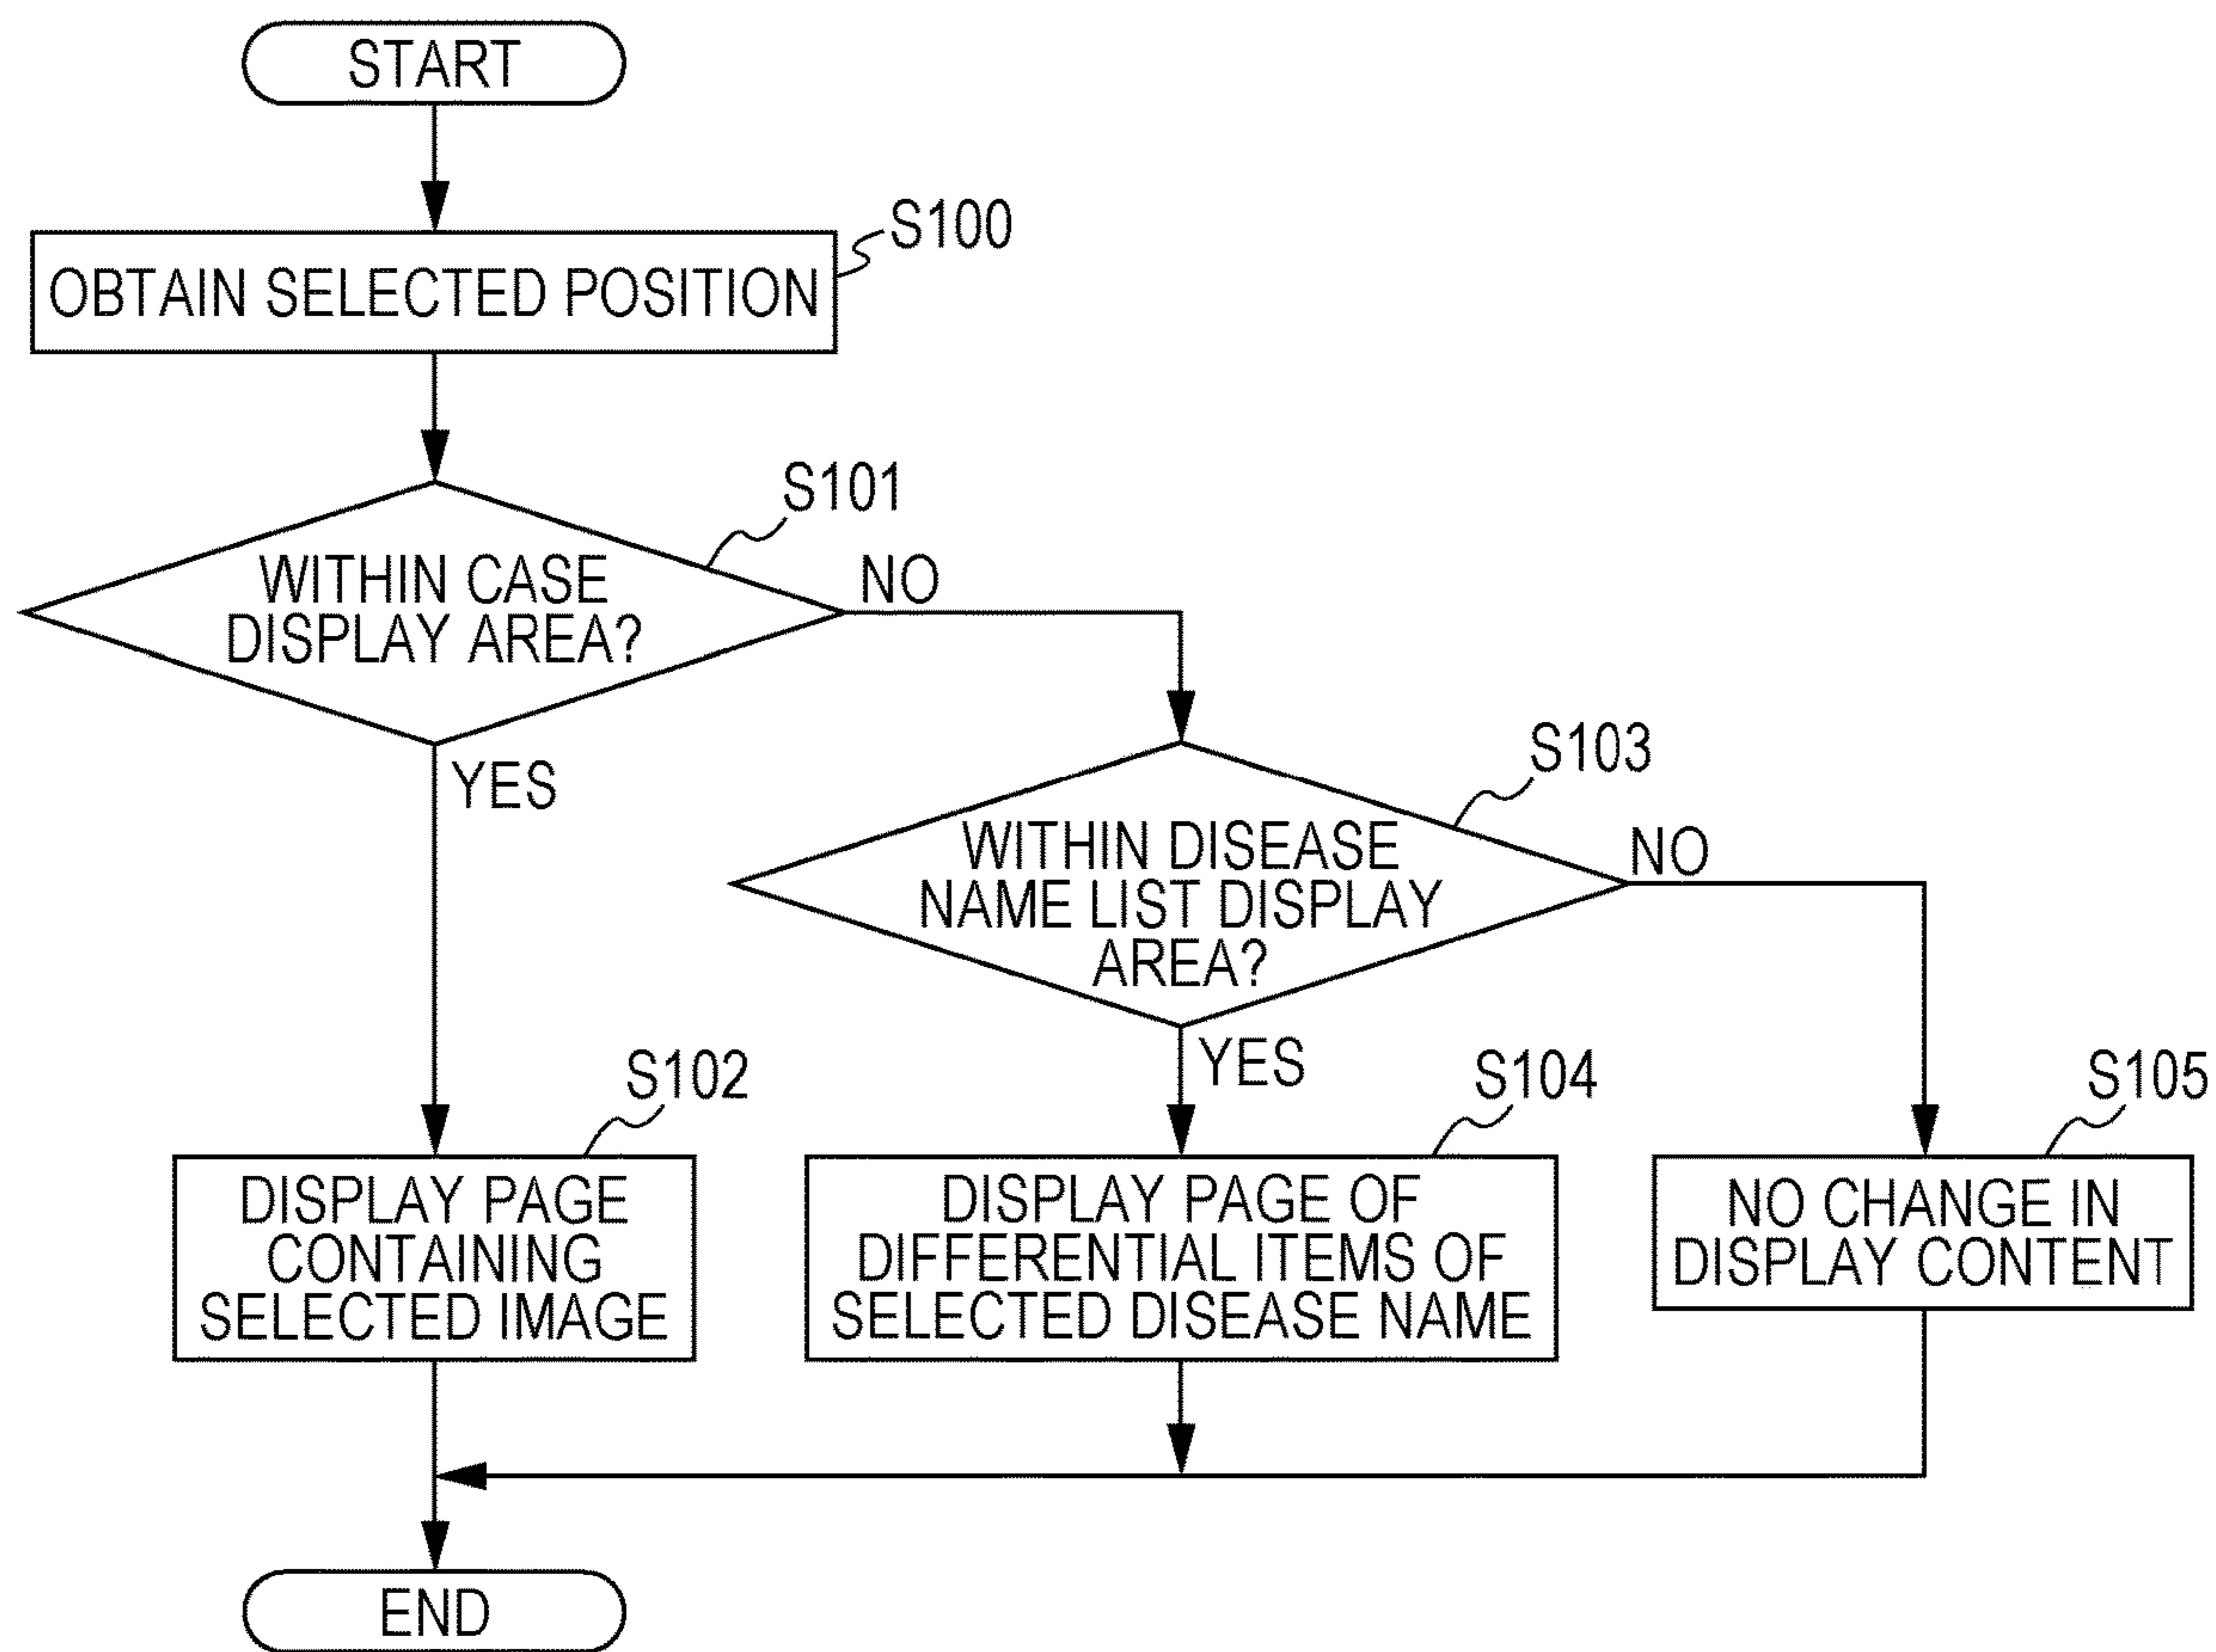 START
S100
OBTAIN SELECTED POSITION
S101
WITHIN CASE
DISPLAY AREA?
NO
YES
S103
WITHIN DISEASE
NAME LIST DISPLAY
AREA?
NO
YES
S102
DISPLAY PAGE
CONTAINING
SELECTED IMAGE
S104
DISPLAY PAGE OF
DIFFERENTIAL ITEMS OF
SELECTED DISEASE NAME
S105
NO CHANGE IN
DISPLAY CONTENT
END